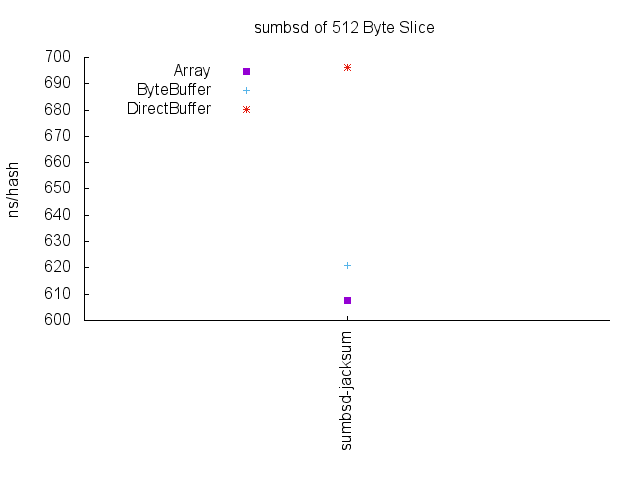 sumbsd of 512 Byte Slice
700
690
680
670
660
650
640
630
620
610
600
ns/hash
Array
ByteBuffer
DirectBuffer
sumbsd-jacksum